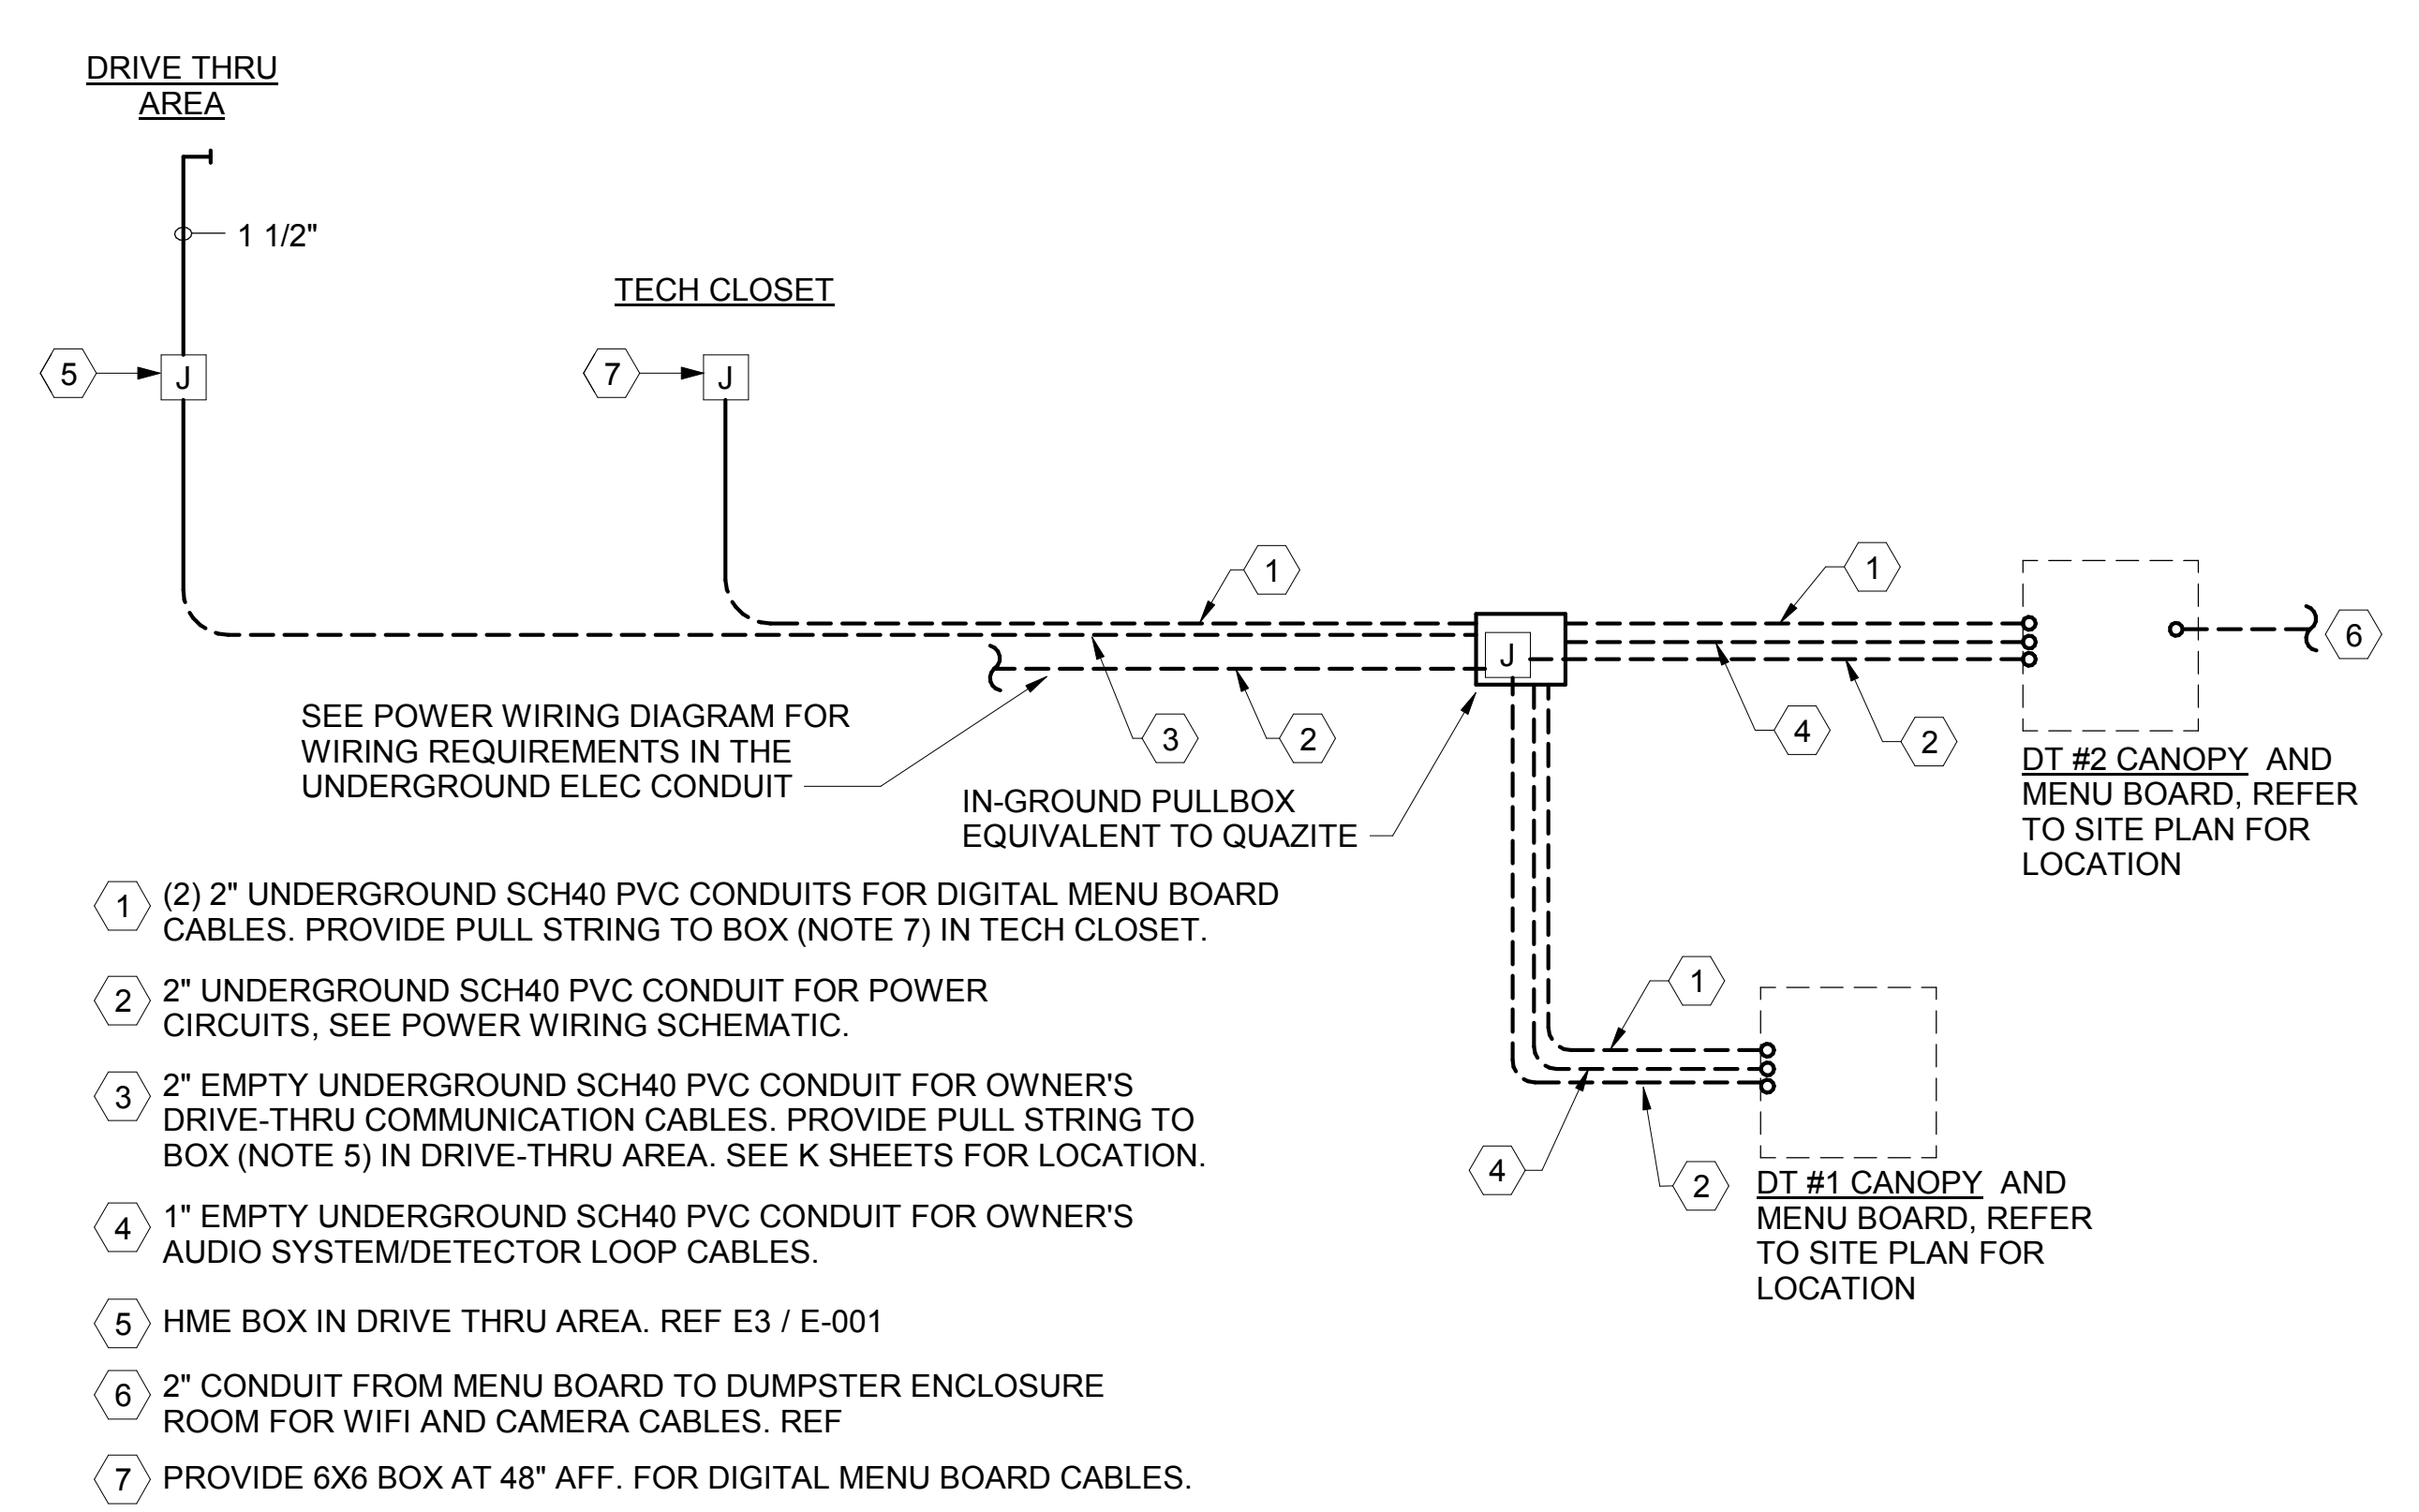 DRIVE THRU
AREA
1 1/2"
TECH CLOSET
5
J
7
J
1
1
6
J
SEE POWER WIRING DIAGRAM FOR
WIRING REQUIREMENTS IN THE
UNDERGROUND ELEC CONDUIT
3
2
4
2
IN-GROUND PULLBOX
EQUIVALENT TO QUAZITE
DT #2 CANOPY AND
MENU BOARD, REFER
TO SITE PLAN FOR
LOCATION
1
4
2
DT #1 CANOPY AND
MENU BOARD, REFER
TO SITE PLAN FOR
LOCATION
1 (2) 2" UNDERGROUND SCH40 PVC CONDUITS FOR DIGITAL MENU BOARD
CABLES. PROVIDE PULL STRING TO BOX (NOTE 7) IN TECH CLOSET.
2 2" UNDERGROUND SCH40 PVC CONDUIT FOR POWER
CIRCUITS, SEE POWER WIRING SCHEMATIC.
3 2" EMPTY UNDERGROUND SCH40 PVC CONDUIT FOR OWNER'S
DRIVE-THRU COMMUNICATION CABLES. PROVIDE PULL STRING TO
BOX (NOTE 5) IN DRIVE-THRU AREA. SEE K SHEETS FOR LOCATION.
4 1" EMPTY UNDERGROUND SCH40 PVC CONDUIT FOR OWNER'S
AUDIO SYSTEM/DETECTOR LOOP CABLES.
5 HME BOX IN DRIVE THRU AREA. REF E3 / E-001
6 2" CONDUIT FROM MENU BOARD TO DUMPSTER ENCLOSURE
ROOM FOR WIFI AND CAMERA CABLES. REF
7 PROVIDE 6X6 BOX AT 48" AFF. FOR DIGITAL MENU BOARD CABLES.